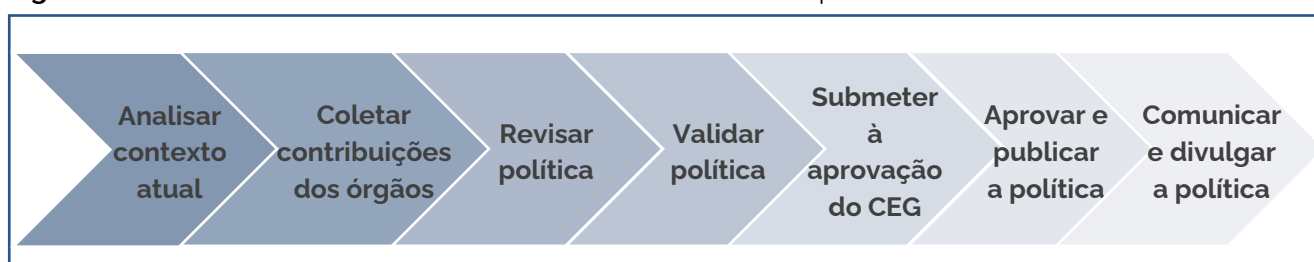 Analisar
contexto
atual
Coletar
contribuições
dos órgãos
Revisar
política
Validar
política
Submeter
à
aprovação
do CEG
Aprovar e
publicar
a política
Comunicar
e divulgar
a política